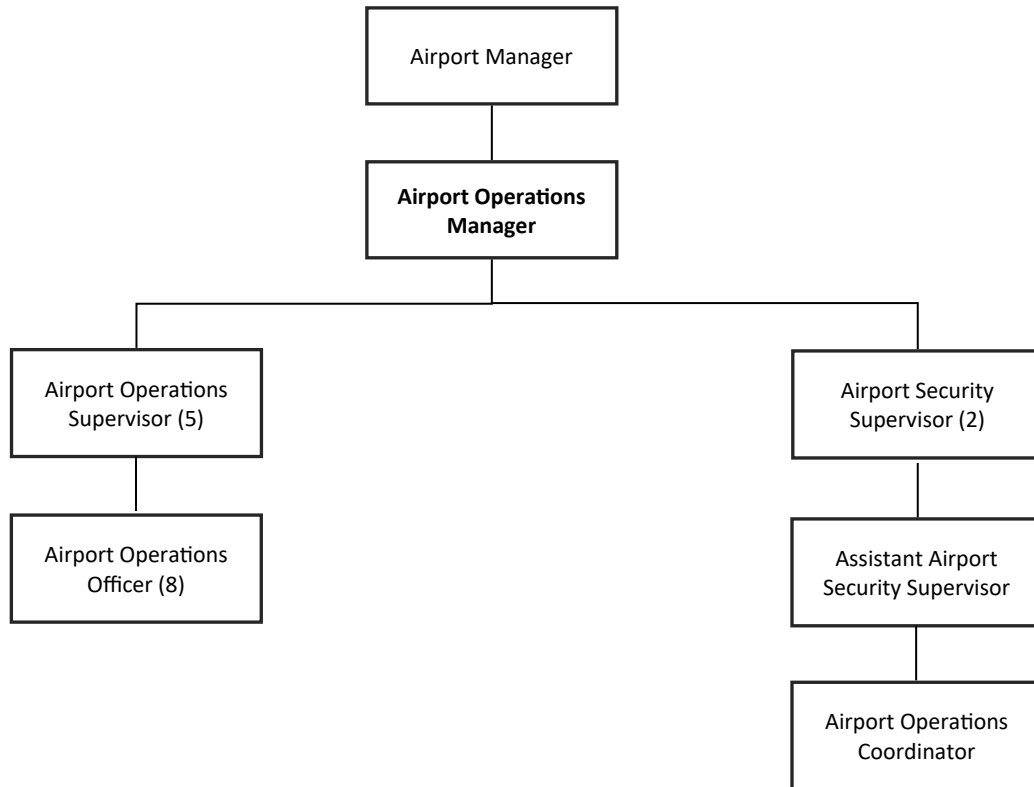 Airport Manager
Airport Operations
Manager
Airport Operations
Supervisor (5)
Airport Security
Supervisor (2)
Airport Operations
Officer (8)
Assistant Airport
Security Supervisor
Airport Operations
Coordinator